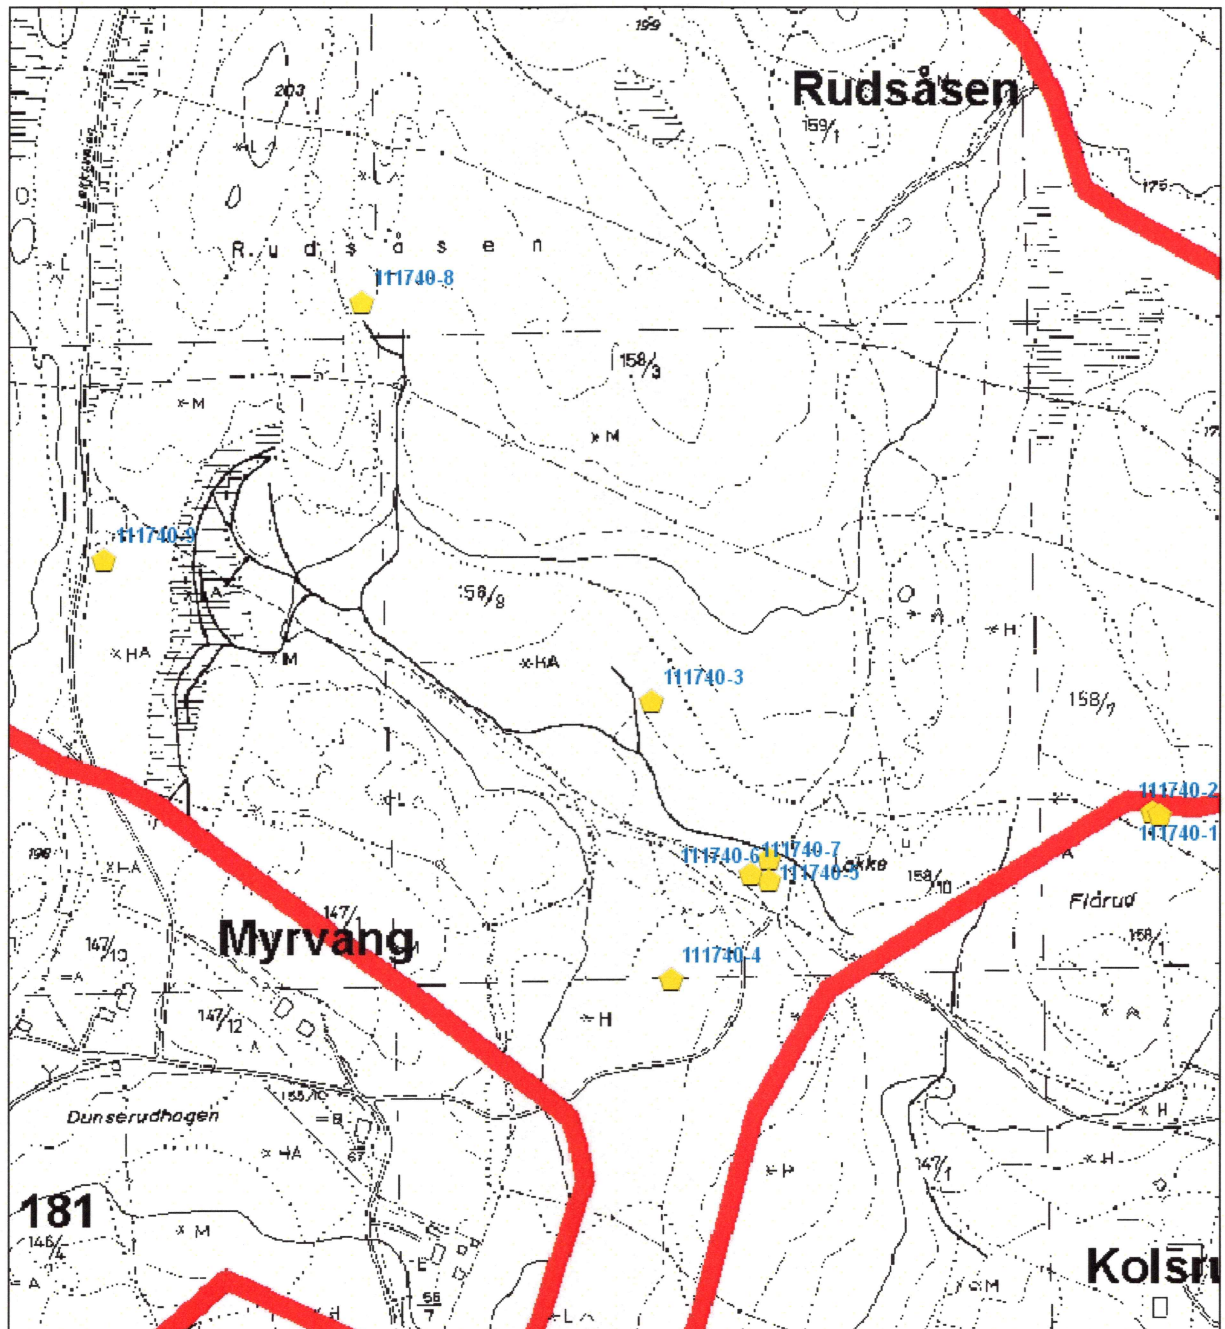 199
Rudsåsen
203
159/1
L
175
R u d s å s e n
L
111740-8
158/3
M
M
111740-9
158/8
A
H
HA
M
HA
111740-3
158/7
L
111740-2
111740-1
198
111740-6
111740-7
Løkke
111740-5
HA
158/10
A
Flårud
147/1
Myrvang
158/1
147/13
111740-4
A
147/12
H
A
155/10
H
Dunserudhagen
B
67
HA
H
147/1
H
181
M
146/4
Kolsr
A
E
56/7
M
H
L